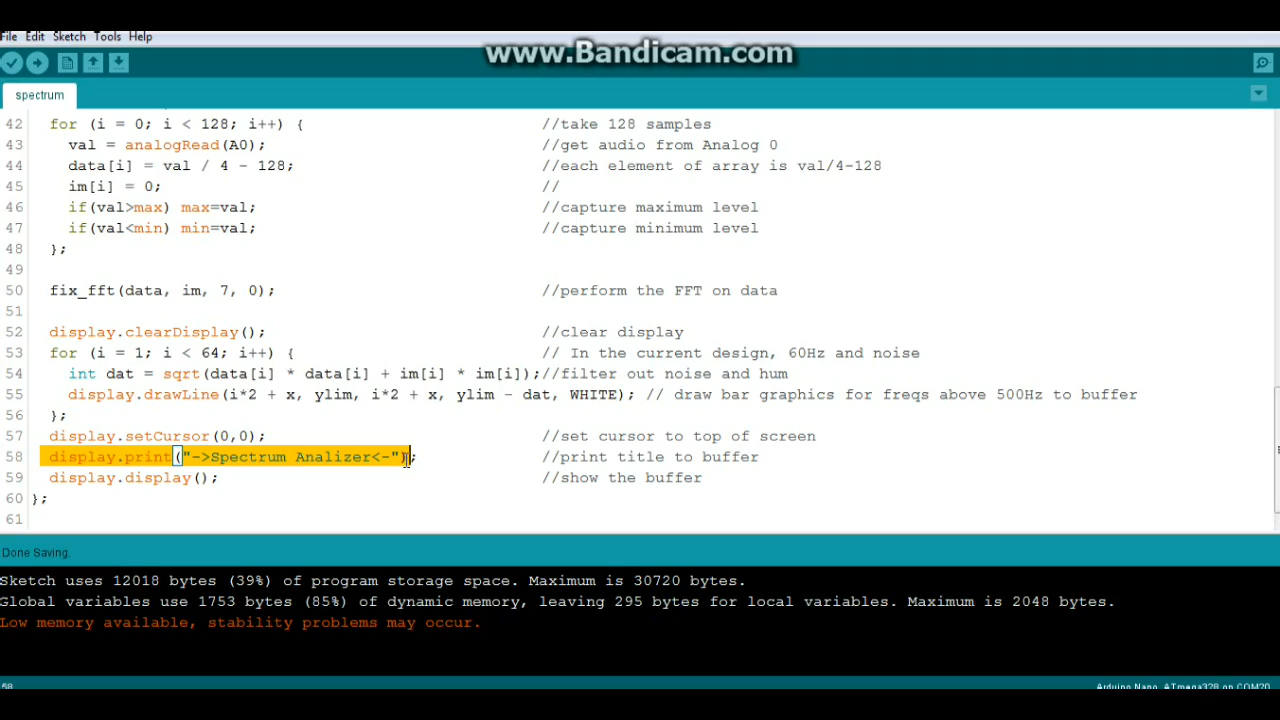 www.Bandicam.com
File Edit Sketch Tools Help
spectrum
42 for (i = 0; i < 128; i++) { //take 128 samples
43 val = analogRead(A0); //get audio from Analog 0
44 data[i] = val / 4 - 128; //each element of array is val/4-128
45 im[i] = 0; //
46 if(val>max) max=val; //capture maximum level
47 if(val<min) min=val; //capture minimum level
48 };
49
50 fix_fft(data, im, 7, 0); //perform the FFT on data
51
52 display.clearDisplay(); //clear display
53 for (i = 1; i < 64; i++) { // In the current design, 60Hz and noise
54 int dat = sqrt(data[i] * data[i] + im[i] * im[i]);//filter out noise and hum
55 display.drawLine(i*2 + x, ylim, i*2 + x, ylim - dat, WHITE); // draw bar graphics for freqs above 500Hz to buffer
56 };
57 display.setCursor(0,0); //set cursor to top of screen
58 display.print("->Spectrum Analizer<-"); //print title to buffer
59 display.display(); //show the buffer
60 };
61
Done Saving.
Sketch uses 12018 bytes (39%) of program storage space. Maximum is 30720 bytes.
Global variables use 1753 bytes (85%) of dynamic memory, leaving 295 bytes for local variables. Maximum is 2048 bytes.
Low memory available, stability problems may occur.
58 Arduino Nano, ATmega328 on COM20